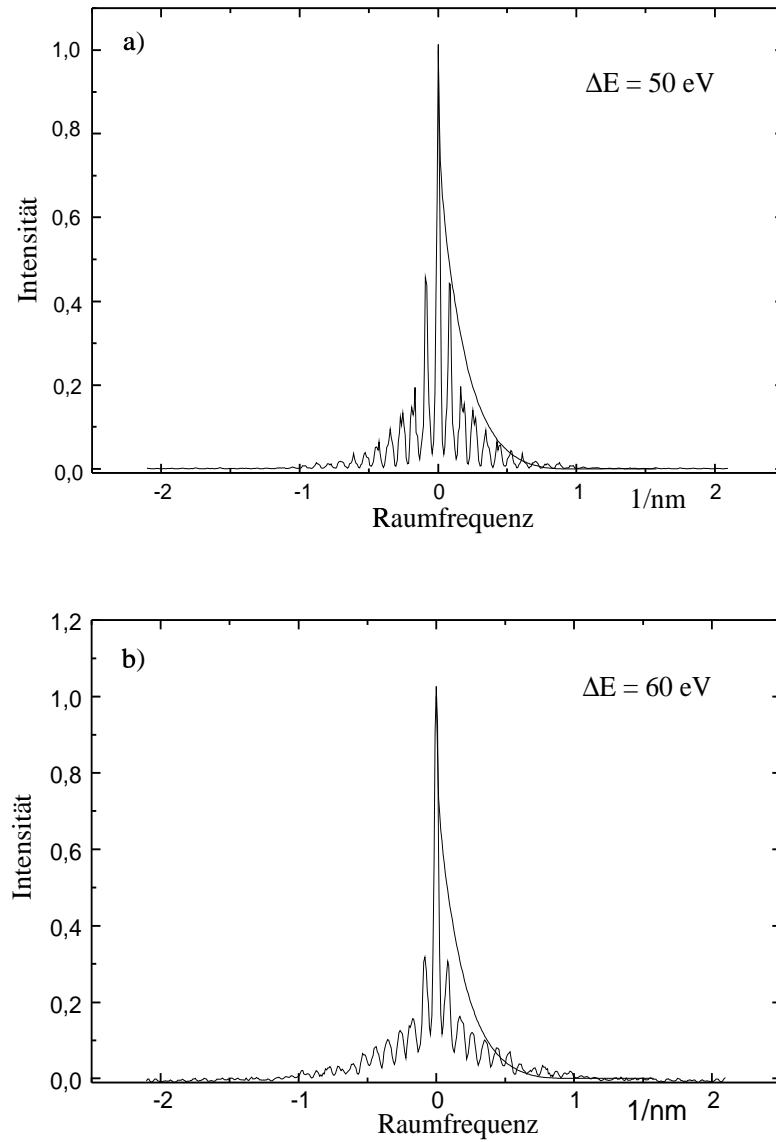 a)
ΔE = 50 eV
1,0
0,8
0,6
0,4
0,2
0,0
Intensität
-2 -1 0 1 2
Raumfrequenz 1/nm
b)
ΔE = 60 eV
1,2
1,0
0,8
0,6
0,4
0,2
0,0
Intensität
-2 -1 0 1 2
Raumfrequenz 1/nm